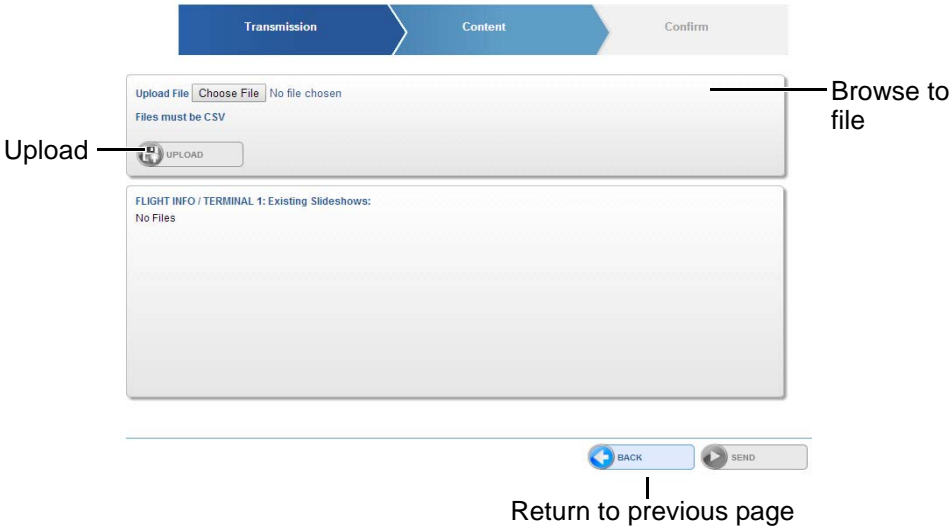 Transmission
Content
Confirm
Upload File Choose File No file chosen
Browse to
file
Files must be CSV
Upload
UPLOAD
FLIGHT INFO / TERMINAL 1: Existing Slideshows:
No Files
BACK
SEND
Return to previous page